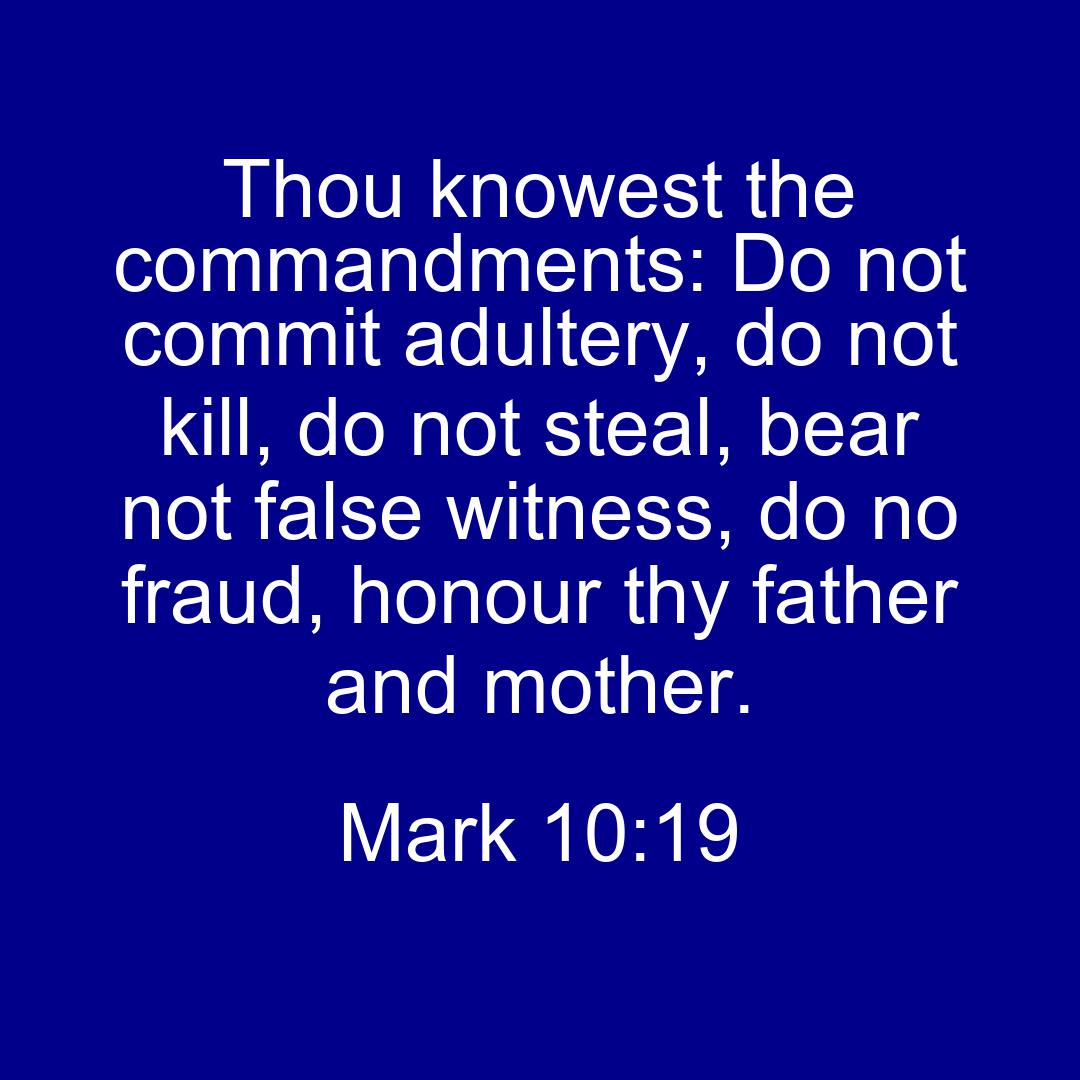 Thou knowest the
commandments: Do not
commit adultery, do not
kill, do not steal, bear
not false witness, do no
fraud, honour thy father
and mother.
Mark 10:19